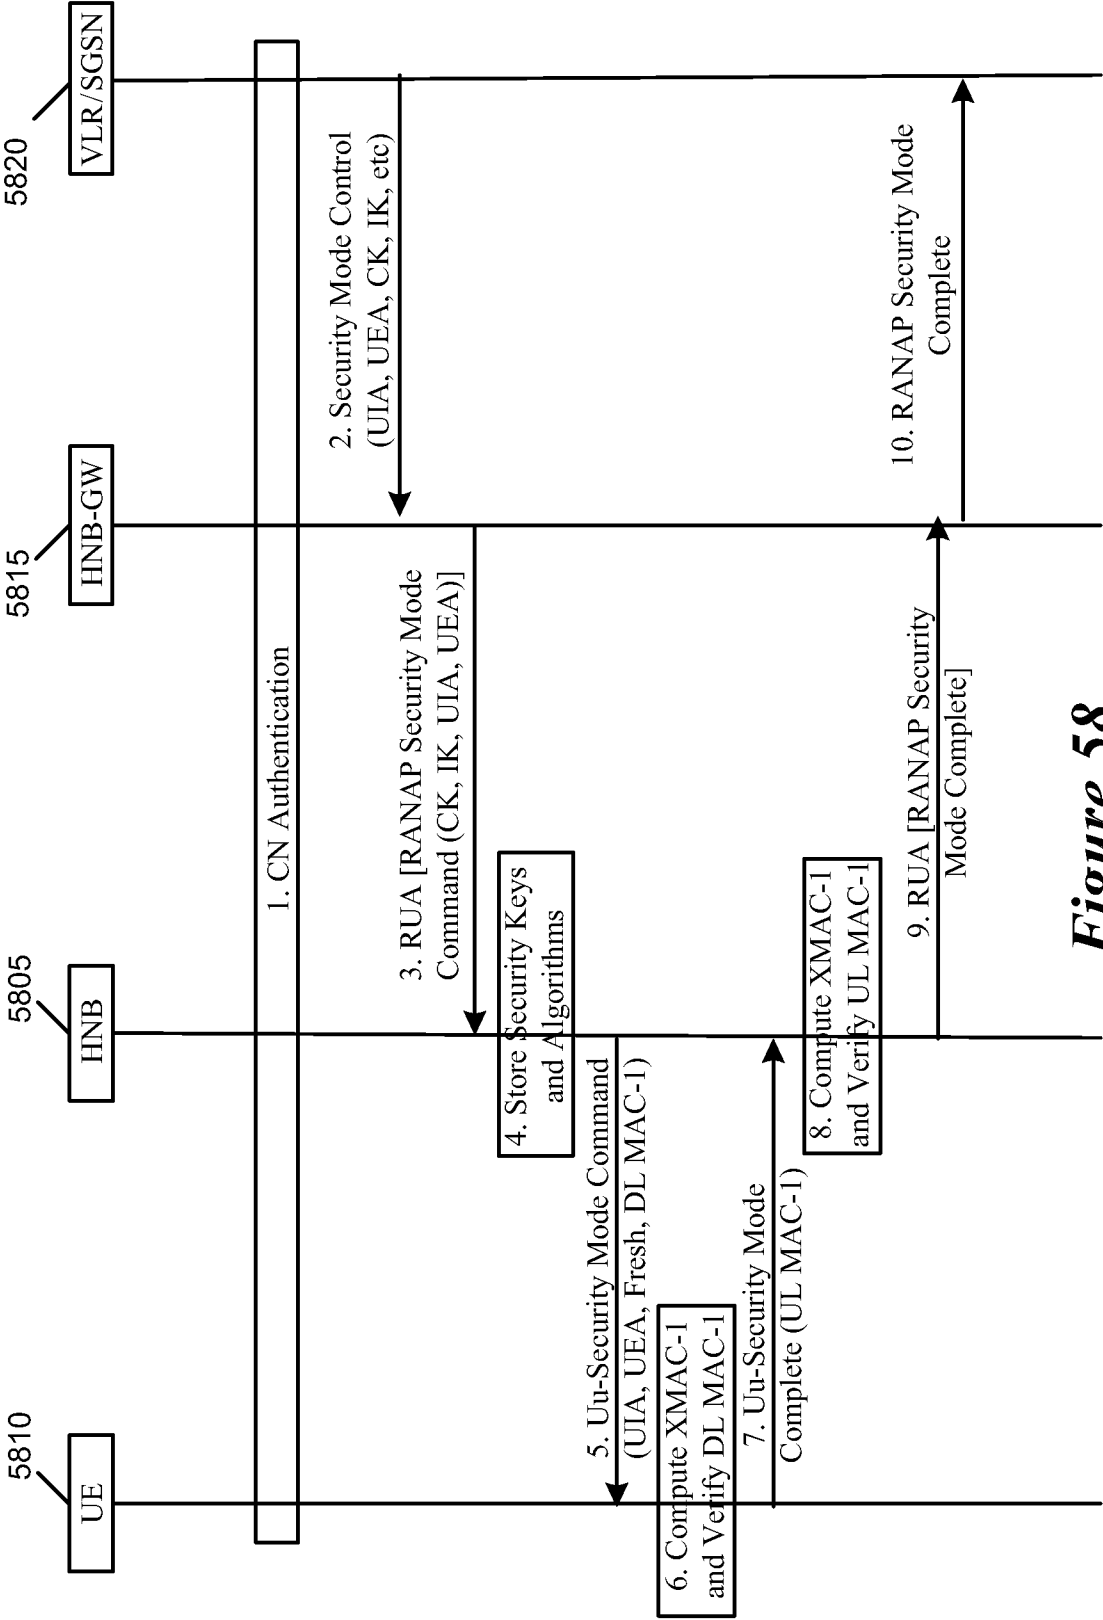 5810
5805
5815
5820
UE
HNB
HNB-GW
VLR/SGSN
1. CN Authentication
2. Security Mode Control
(UIA, UEA, CK, IK, etc)
3. RUA [RANAP Security Mode
Command (CK, IK, UIA, UEA)]
4. Store Security Keys
and Algorithms
5. Uu-Security Mode Command
(UIA, UEA, Fresh, DL MAC-1)
6. Compute XMAC-1
and Verify DL MAC-1
7. Uu-Security Mode
Complete (UL MAC-1)
8. Compute XMAC-1
and Verify UL MAC-1
9. RUA [RANAP Security
Mode Complete]
10. RANAP Security Mode
Complete
Figure 58